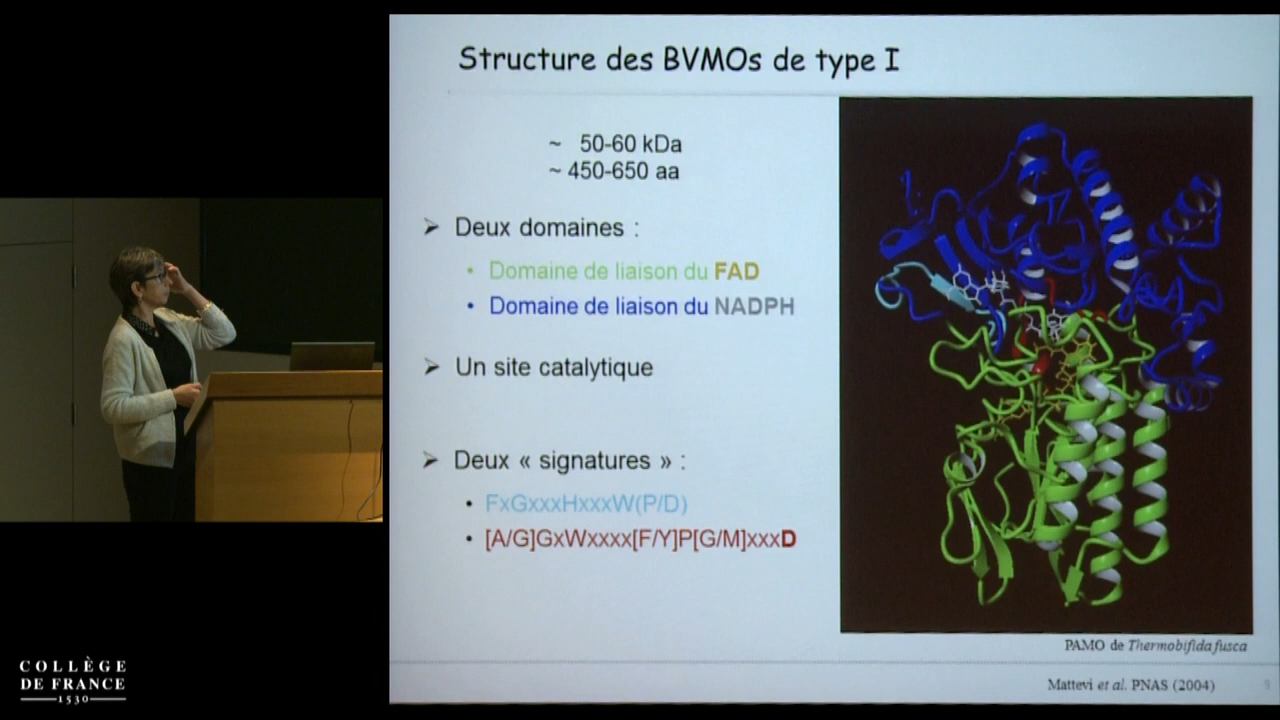 Structure des BVMOs de type I
~ 50-60 kDa
~ 450-650 aa
➢ Deux domaines :
• Domaine de liaison du FAD
• Domaine de liaison du NADPH
➢ Un site catalytique
➢ Deux « signatures » :
• FxGxxxHxxxW(P/D)
• [A/G]GxWxxxx[F/Y]P[G/M]xxxD
PAMO de Thermobifida fusca
Mattevi et al. PNAS (2004)
9
COLLÈGE
DE FRANCE
1530